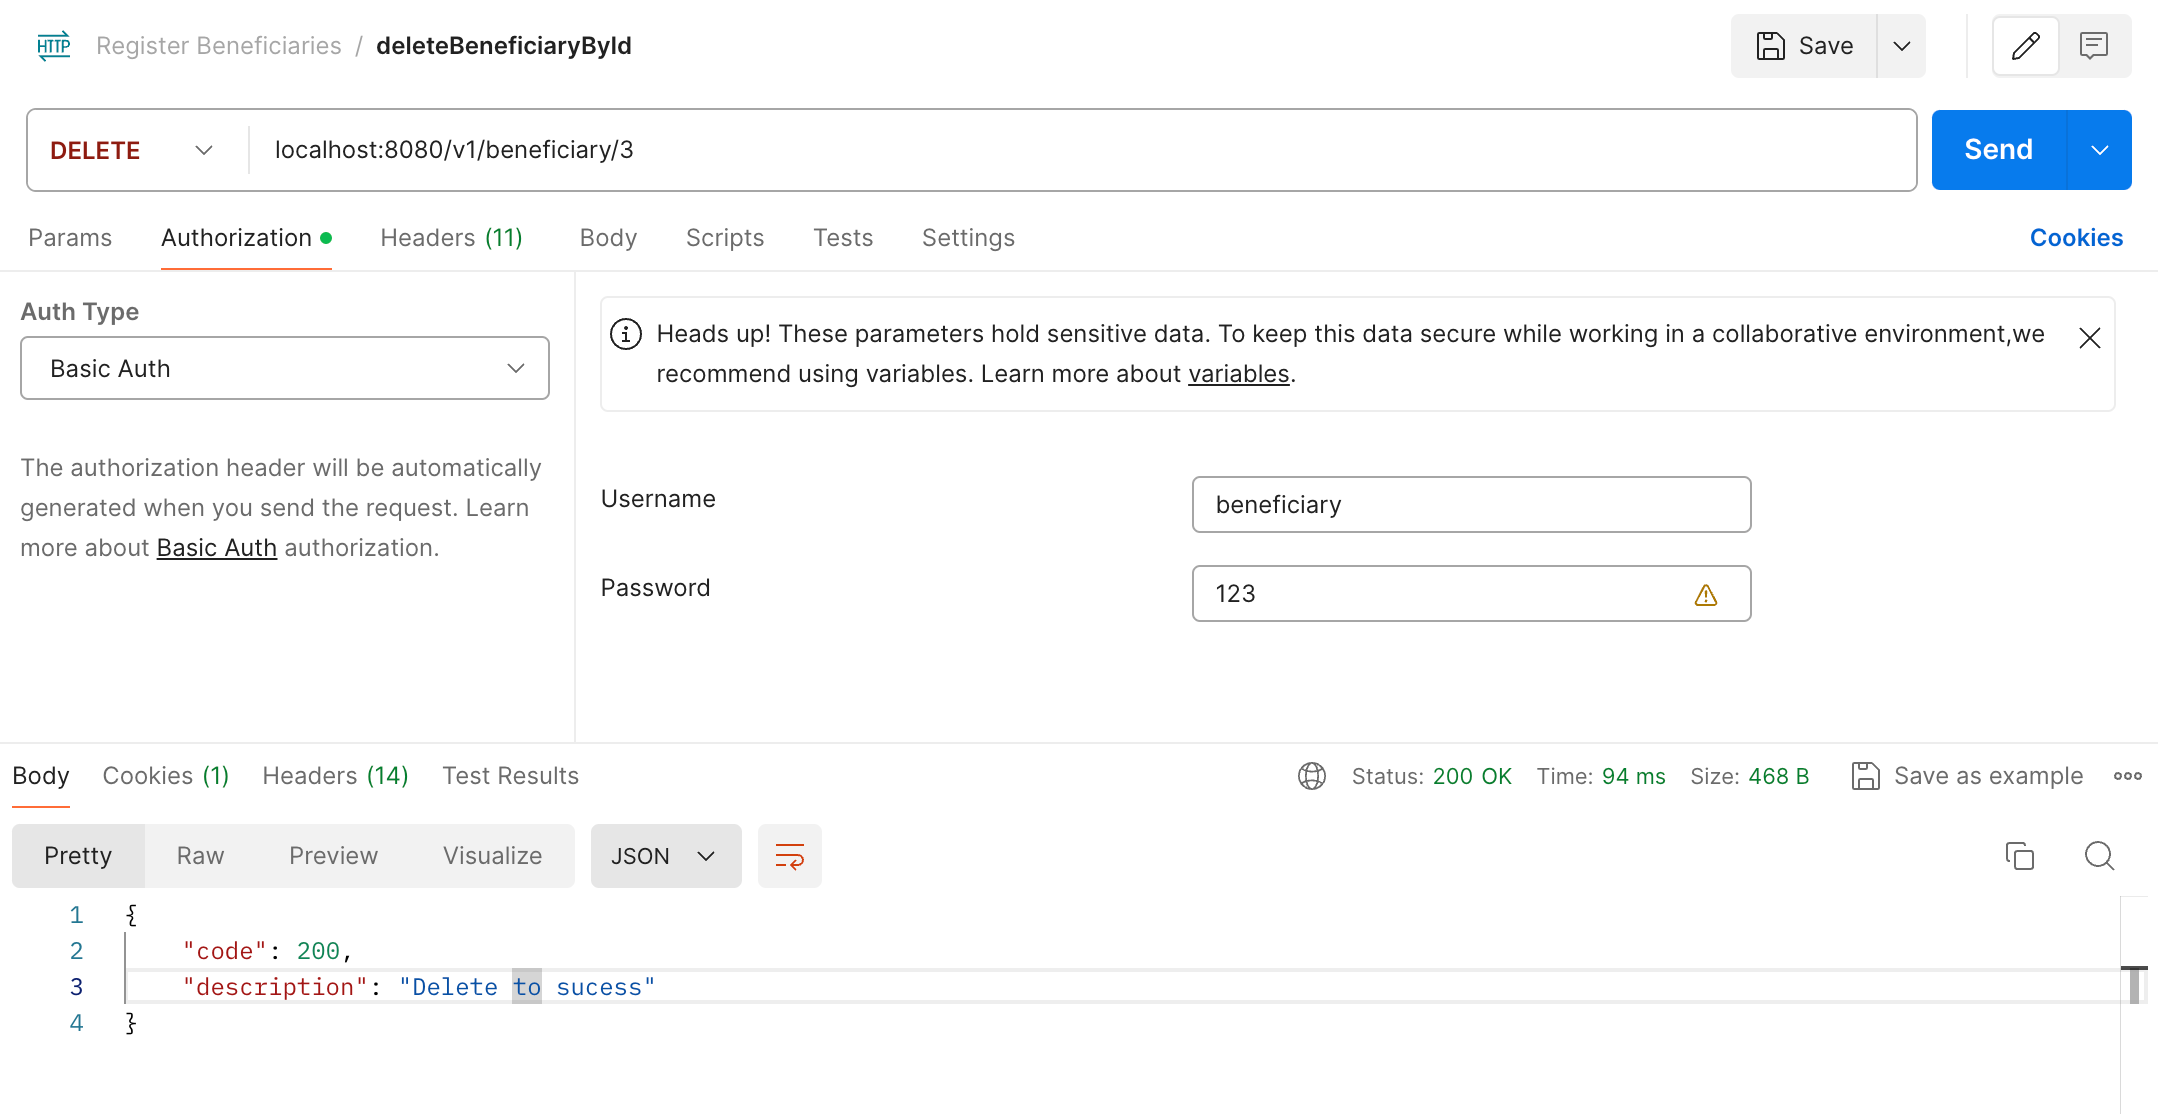 HTTP Register Beneficiaries / deleteBeneficiaryById Save
DELETE localhost:8080/v1/beneficiary/3 Send
Params Authorization Headers (11) Body Scripts Tests Settings Cookies
Auth Type
Basic Auth
The authorization header will be automatically
generated when you send the request. Learn
more about Basic Auth authorization.
Heads up! These parameters hold sensitive data. To keep this data secure while working in a collaborative environment,we
recommend using variables. Learn more about variables.
Username beneficiary
Password 123
Body Cookies (1) Headers (14) Test Results Status: 200 OK Time: 94 ms Size: 468 B Save as example
Pretty Raw Preview Visualize JSON
1 {
2 "code": 200,
3 "description": "Delete to sucess"
4 }